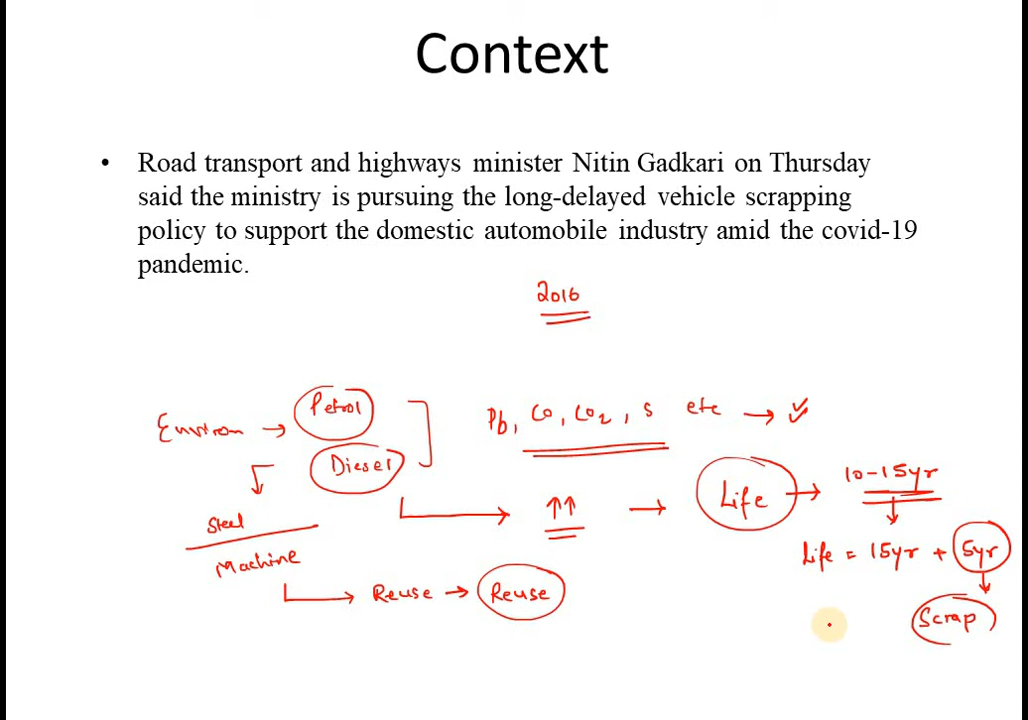 Context
• Road transport and highways minister Nitin Gadkari on Thursday
said the ministry is pursuing the long-delayed vehicle scrapping
policy to support the domestic automobile industry amid the covid-19
pandemic.
2016
Environ → Petrol
Diesel
Pb, CO, CO2, S etc →
Steel
Machine
↑↑ → Life → 10-15yr
Life = 15yr + 5yr
Reuse → Reuse
Scrap